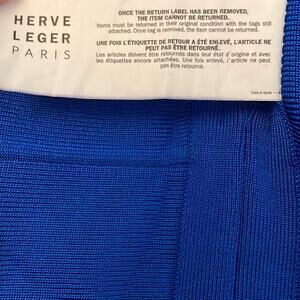 HERVE
LEGER
PARIS
ONCE THE RETURN LABEL HAS BEEN REMOVED,
THE ITEM CANNOT BE RETURNED.
Items must be returned in their original condition with the tags still
attached. Once tag is removed, the item cannot be returned.
UNE FOIS L'ÉTIQUETTE DE RETOUR A ÉTÉ ENLEVÉ, L'ARTICLE NE
PEUT PAS ÊTRE RETOURNÉ.
Les articles doivent être retournés dans leur état d'origine et avec
les étiquettes encore attachées. Une fois enlevé, l'article ne peut
pas être retourné.